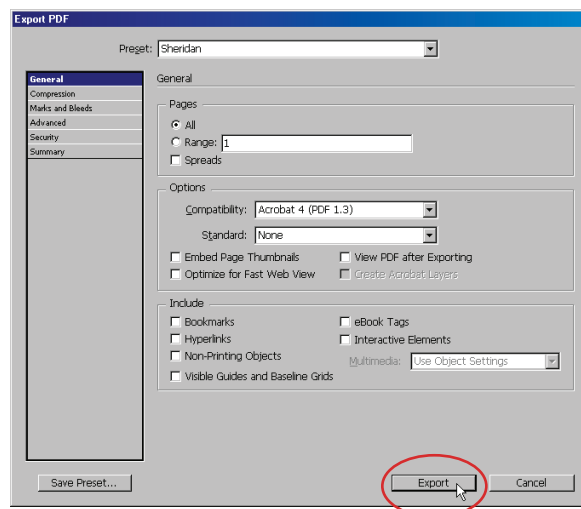 Export PDF
Preset: Sheridan
General
Compression
Marks and Bleeds
Advanced
Security
Summary
General
Pages
All
Range: 1
Spreads
Options
Compatibility: Acrobat 4 (PDF 1.3)
Standard: None
Embed Page Thumbnails View PDF after Exporting
Optimize for Fast Web View Create Acrobat Layers
Include
Bookmarks eBook Tags
Hyperlinks Interactive Elements
Non-Printing Objects Multimedia: Use Object Settings
Visible Guides and Baseline Grids
Save Preset... Export Cancel